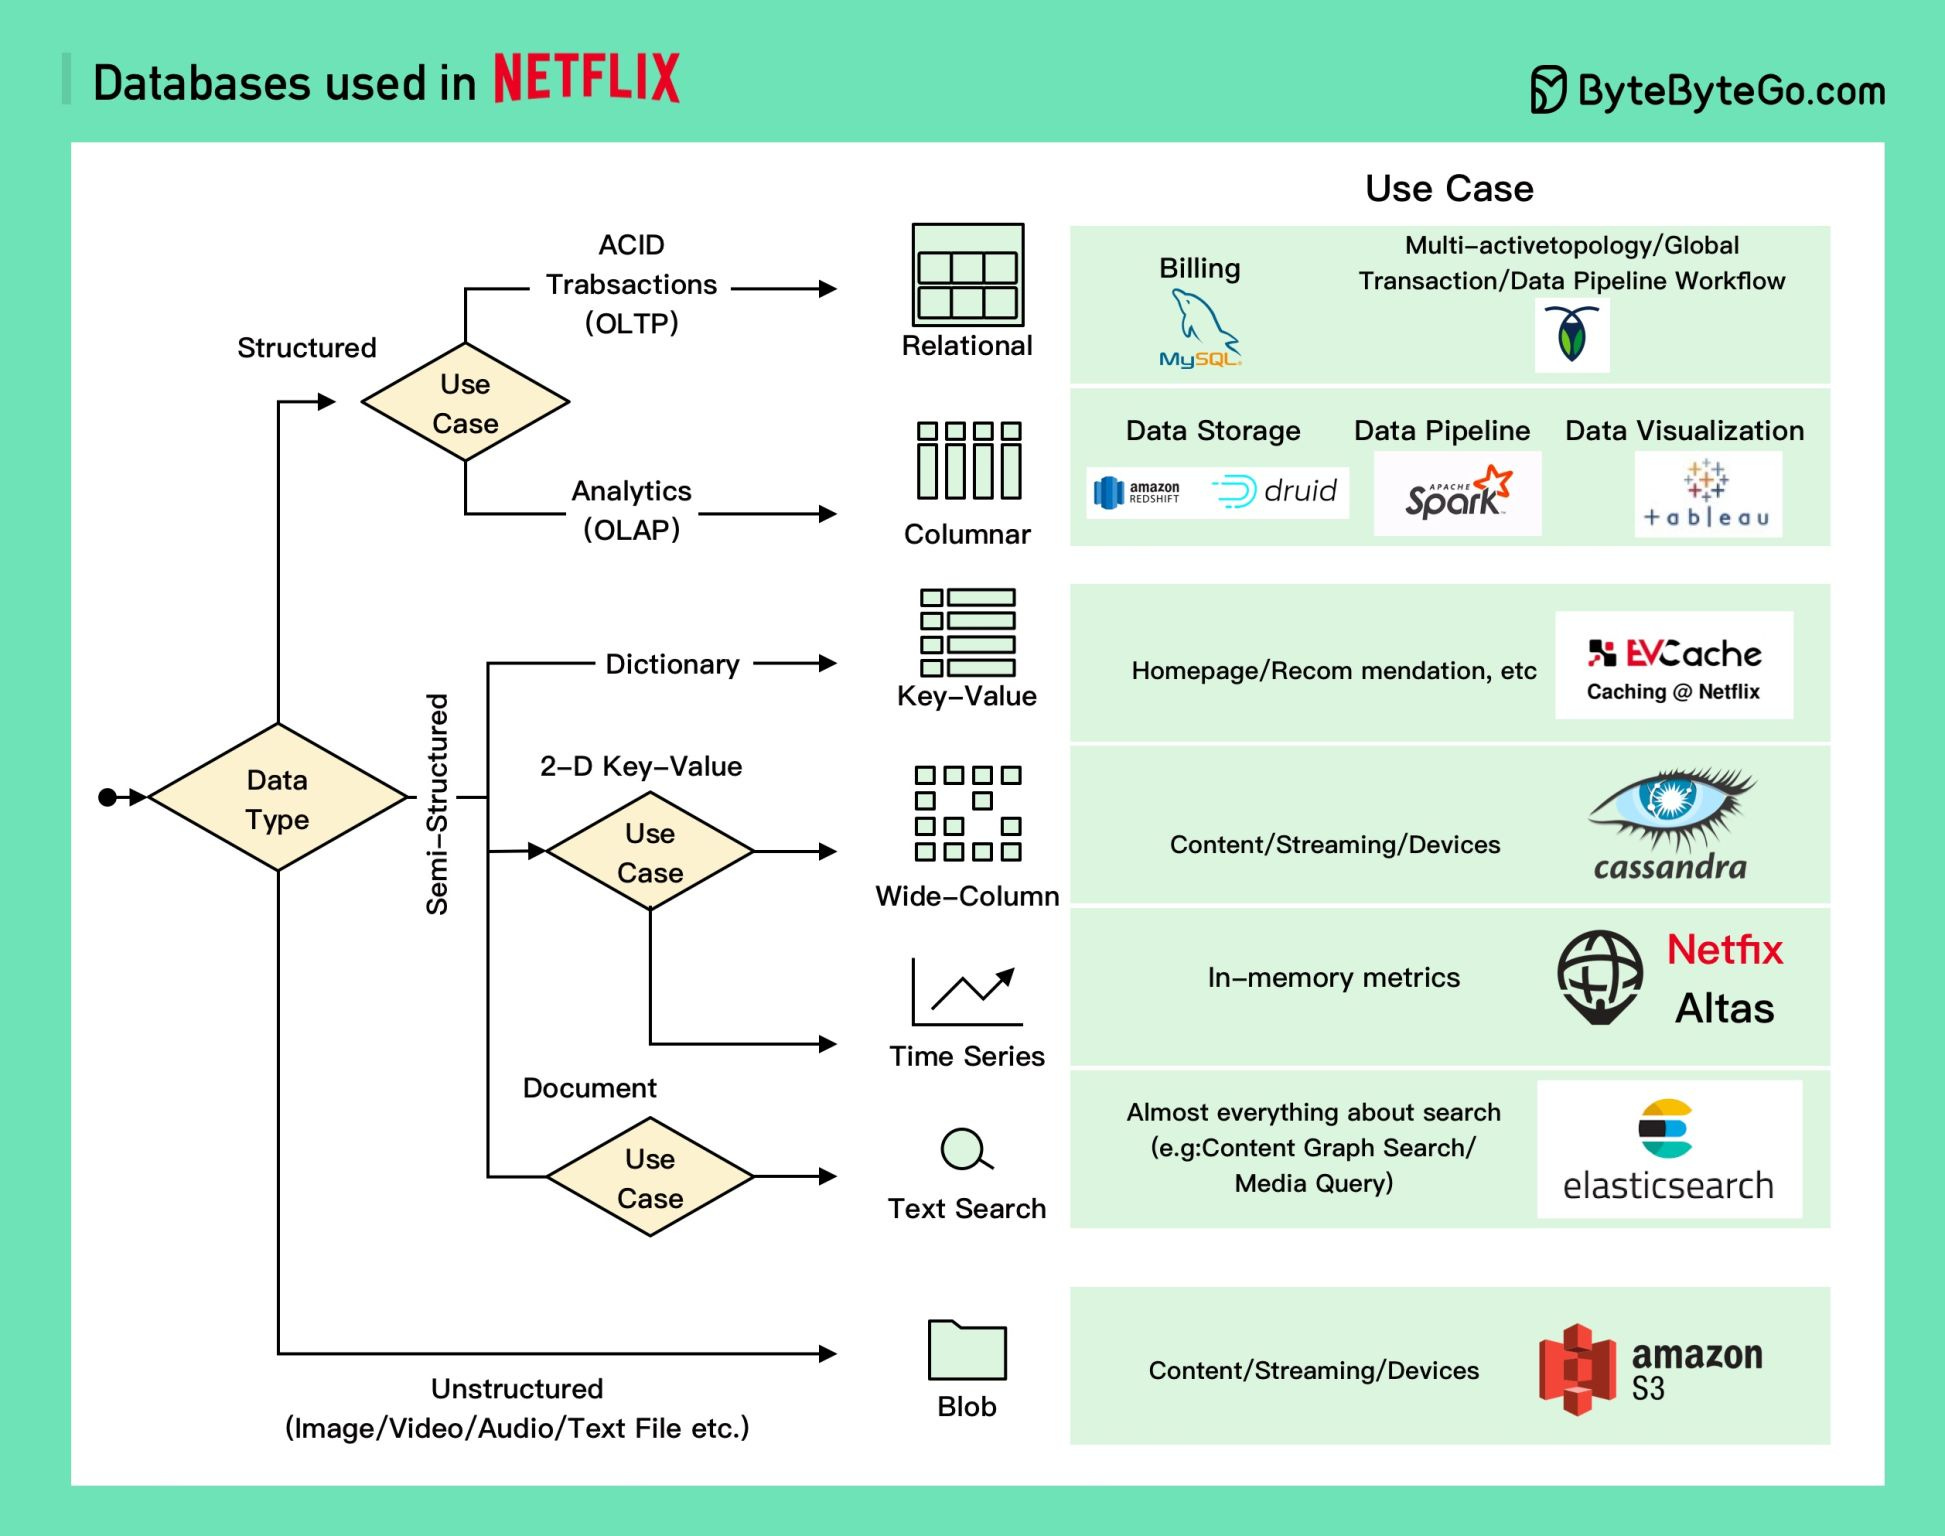 Databases used in NETFLIX
ByteByteGo.com
Use Case
ACID
Trabsactions
(OLTP)
Relational
Billing
MySQL
Multi-activetopology/Global
Transaction/Data Pipeline Workflow
Structured
Use
Case
Analytics
(OLAP)
Columnar
Data Storage
amazon
REDSHIFT
druid
Data Pipeline
APACHE
Spark
Data Visualization
+ableau
Dictionary
Key-Value
Homepage/Recom mendation, etc
EVCache
Caching @ Netflix
Data
Type
Semi-Structured
2-D Key-Value
Use
Case
Wide-Column
Content/Streaming/Devices
cassandra
Time Series
In-memory metrics
Netfix
Altas
Document
Use
Case
Text Search
Almost everything about search
(e.g:Content Graph Search/
Media Query)
elasticsearch
Unstructured
(Image/Video/Audio/Text File etc.)
Blob
Content/Streaming/Devices
amazon
S3